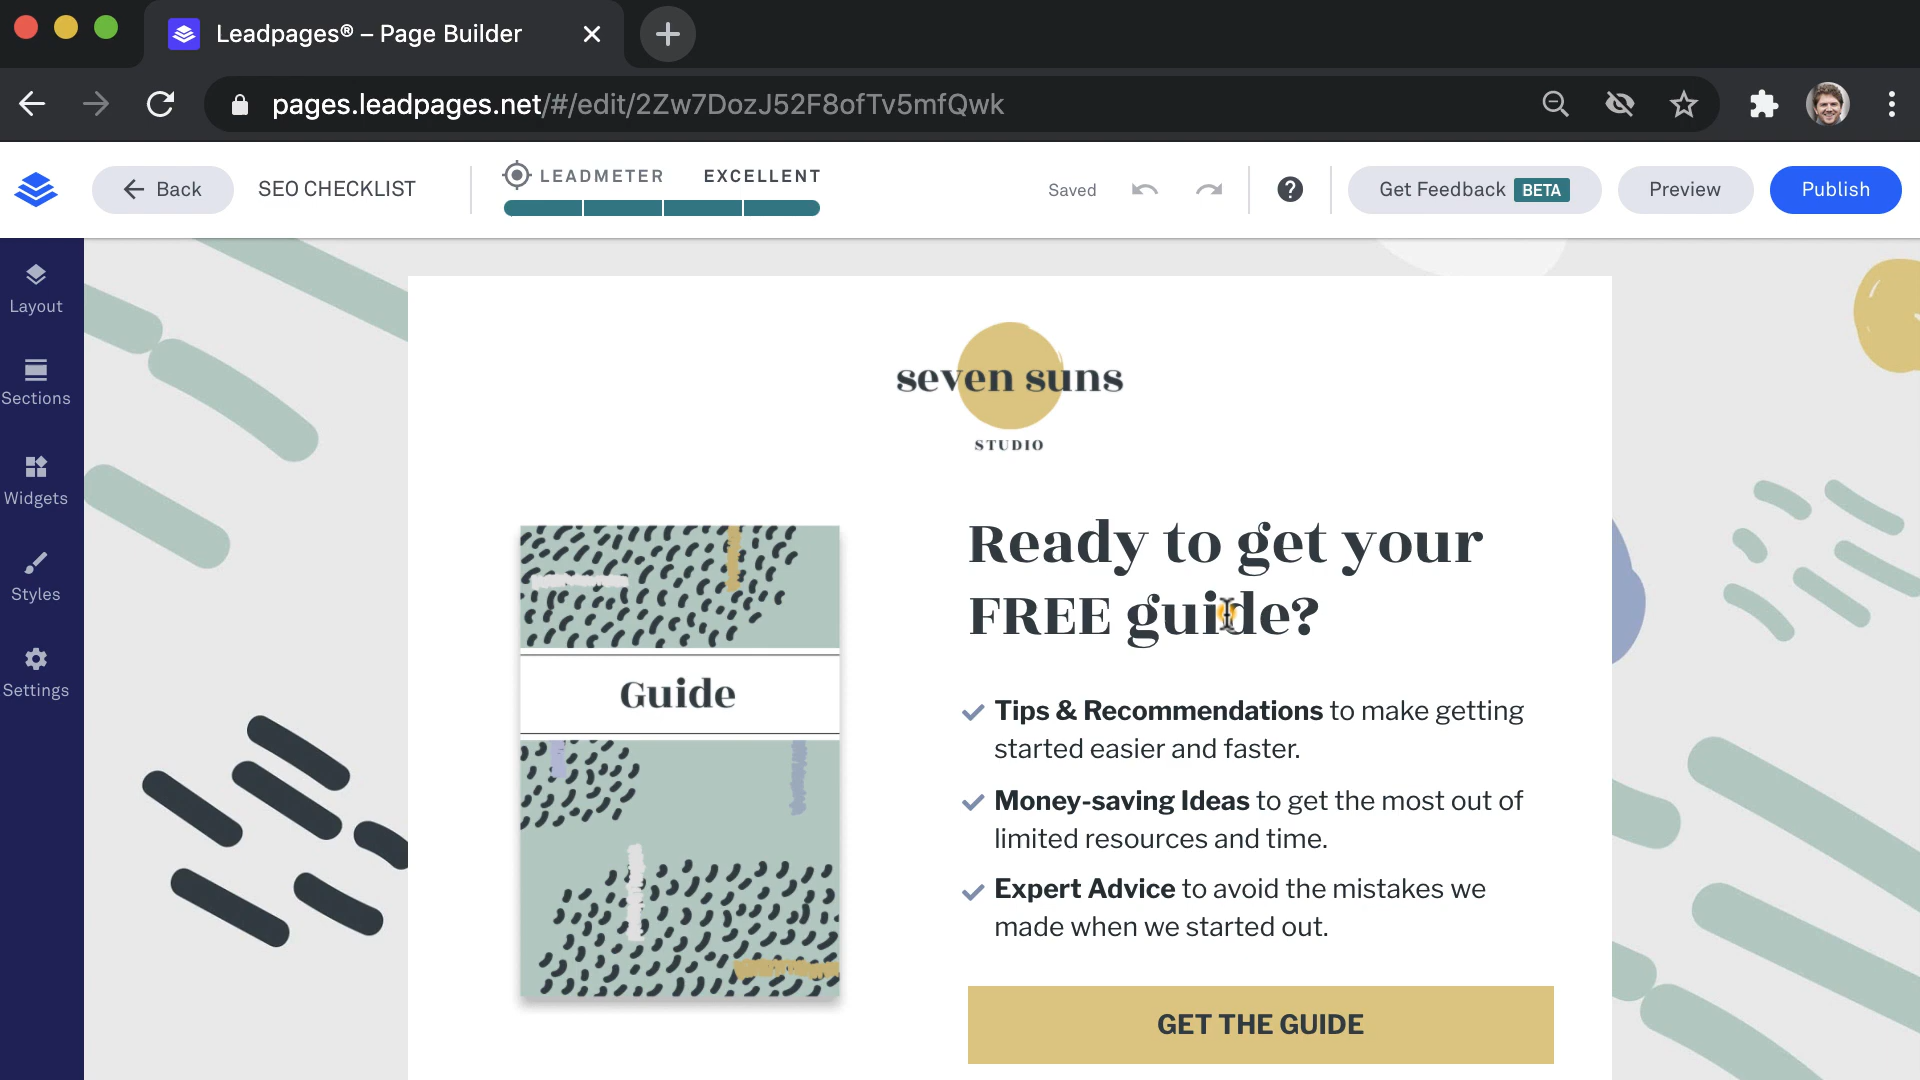 Leadpages® – Page Builder
pages.leadpages.net/#/edit/2Zw7DozJ52F8ofTv5mfQwk
Back
SEO CHECKLIST
LEADMETER EXCELLENT
Saved
Get Feedback BETA
Preview
Publish
Layout
Sections
Widgets
Styles
Settings
seven suns
STUDIO
Guide
Ready to get your
FREE guide?
Tips & Recommendations to make getting
started easier and faster.
Money-saving Ideas to get the most out of
limited resources and time.
Expert Advice to avoid the mistakes we
made when we started out.
GET THE GUIDE